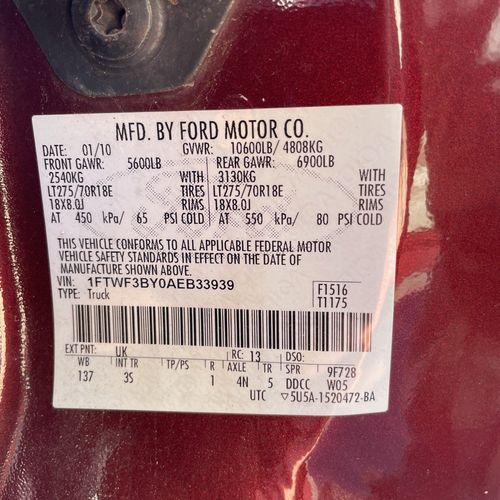 MFD. BY FORD MOTOR CO.
DATE: 01/10 GVWR: 10600LB/ 4808KG
FRONT GAWR: 5600LB REAR GAWR: 6900LB
2540KG WITH 3130KG WITH
LT275/70R18E TIRES LT275/70R18E TIRES
18X8.0J RIMS 18X8.0J RIMS
AT 450 kPa/ 65 PSI COLD AT 550 kPa/ 80 PSI COLD
THIS VEHICLE CONFORMS TO ALL APPLICABLE FEDERAL MOTOR
VEHICLE SAFETY STANDARDS IN EFFECT ON THE DATE OF
MANUFACTURE SHOWN ABOVE.
VIN: 1FTWF3BY0AEB33939 F1516
TYPE: Truck T1175
EXT PNT: UK RC: 13 DSO:
WB INT TR TP/PS R AXLE TR SPR 9F728
137 3S 1 4N 5 DDCC W05
UTC ▽5U5A-1520472-BA